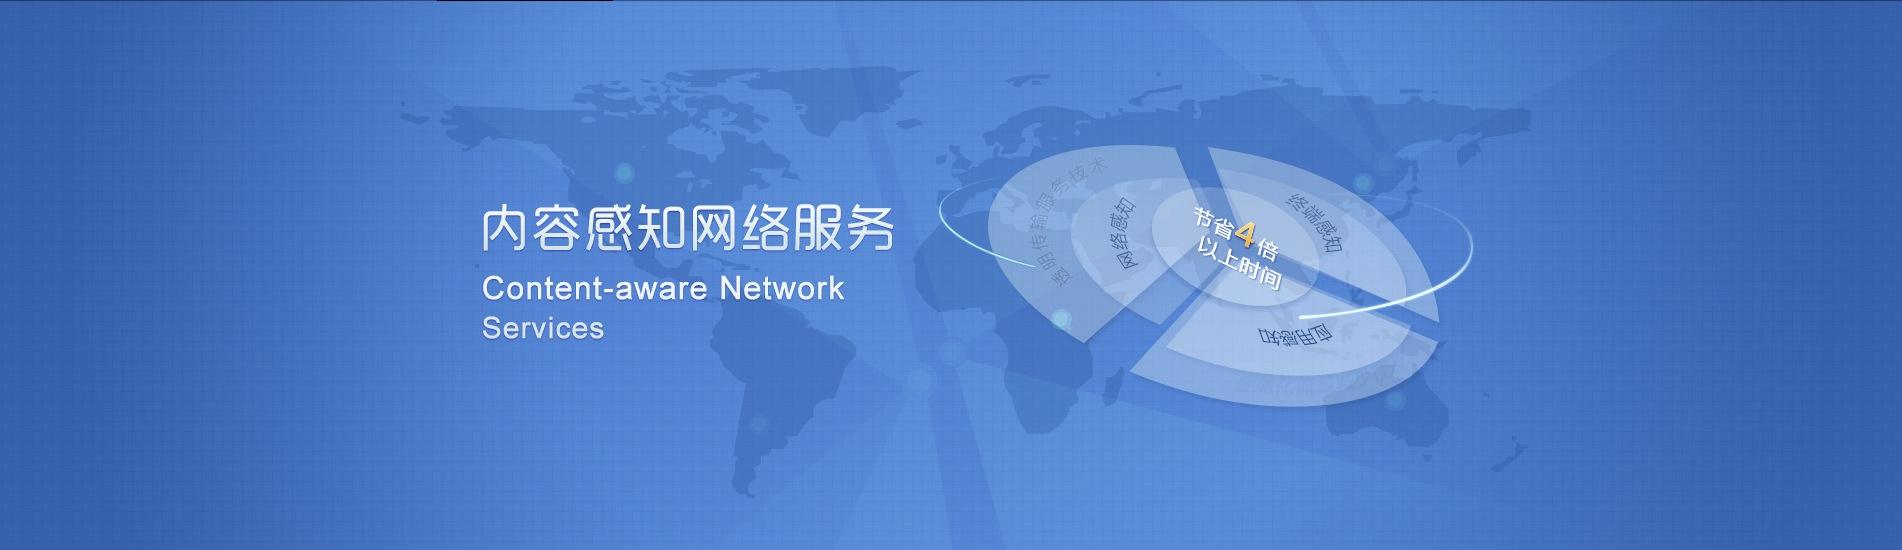 内容感知网络服务
Content-aware Network
Services
透明传输服务技术
网络感知
节省4倍
以上时间
终端感知
应用感知